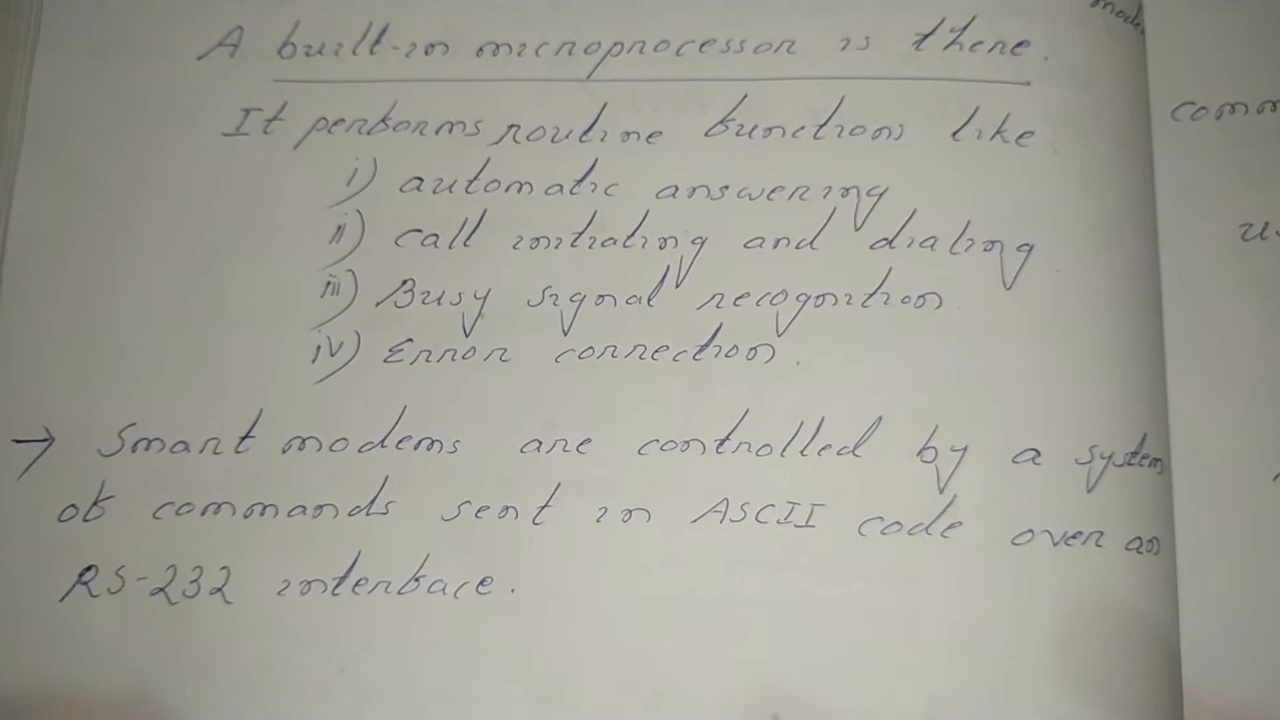 A built-in microprocessor is there.
It performs routine functions like
i) automatic answering
ii) call initiating and dialing
iii) Busy signal recognition
iv) Error correction.
→ Smart modems are controlled by a system
of commands sent in ASCII code over an
RS-232 interface.